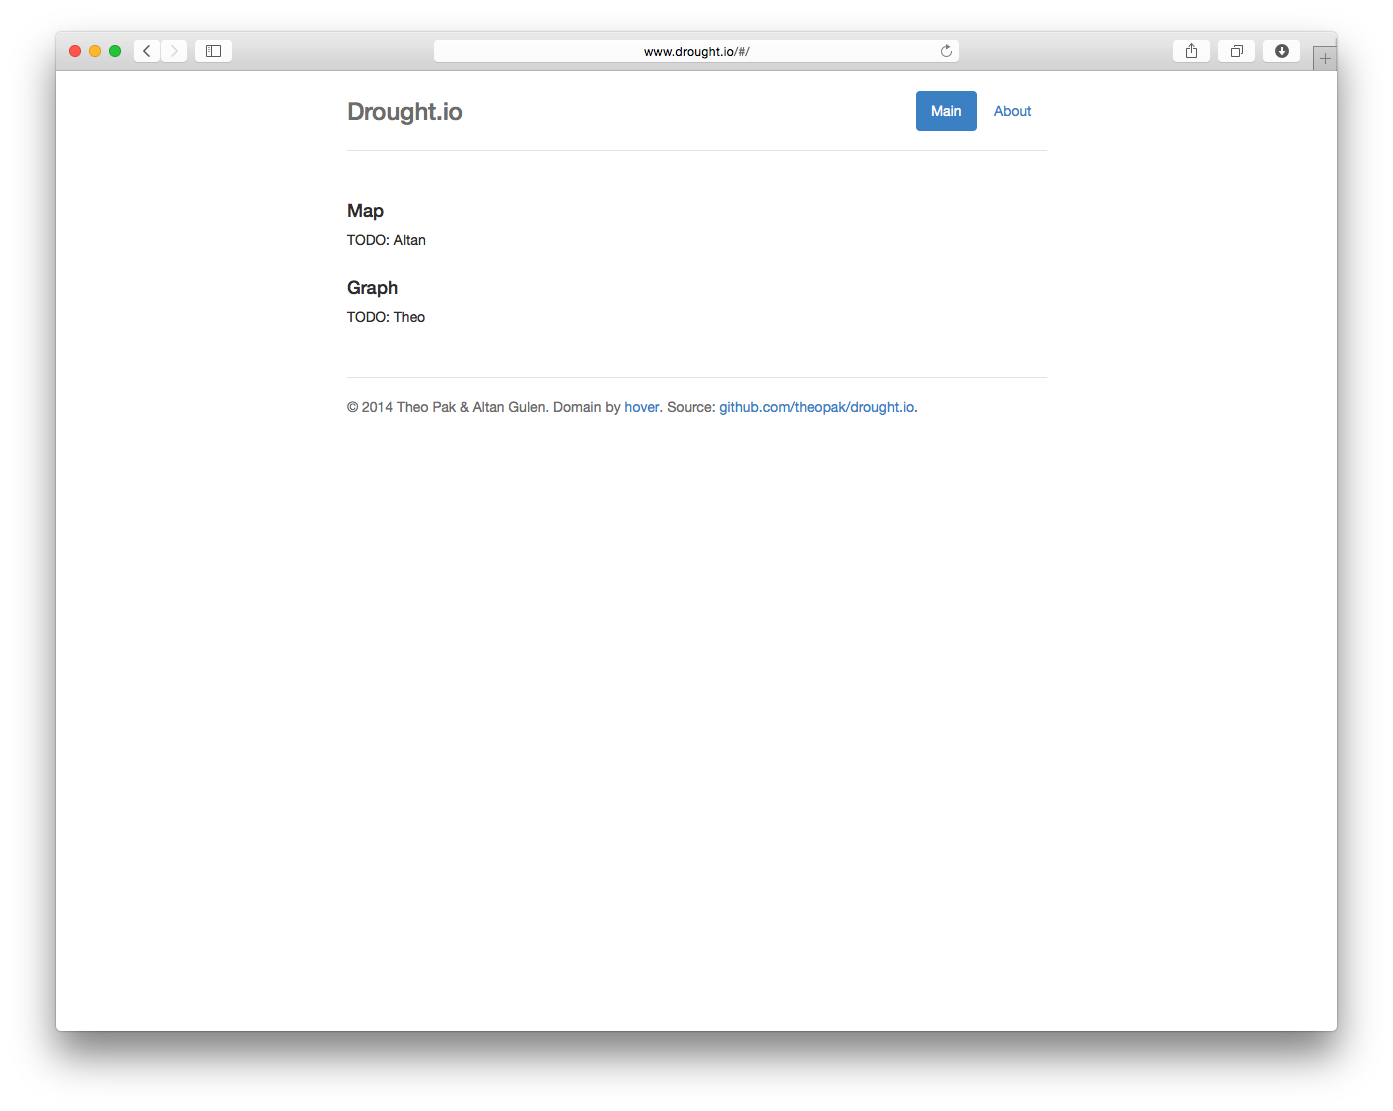 www.drought.io/#/
Drought.io
Main
About
Map
TODO: Altan
Graph
TODO: Theo
© 2014 Theo Pak & Altan Gulen. Domain by hover. Source: github.com/theopak/drought.io.